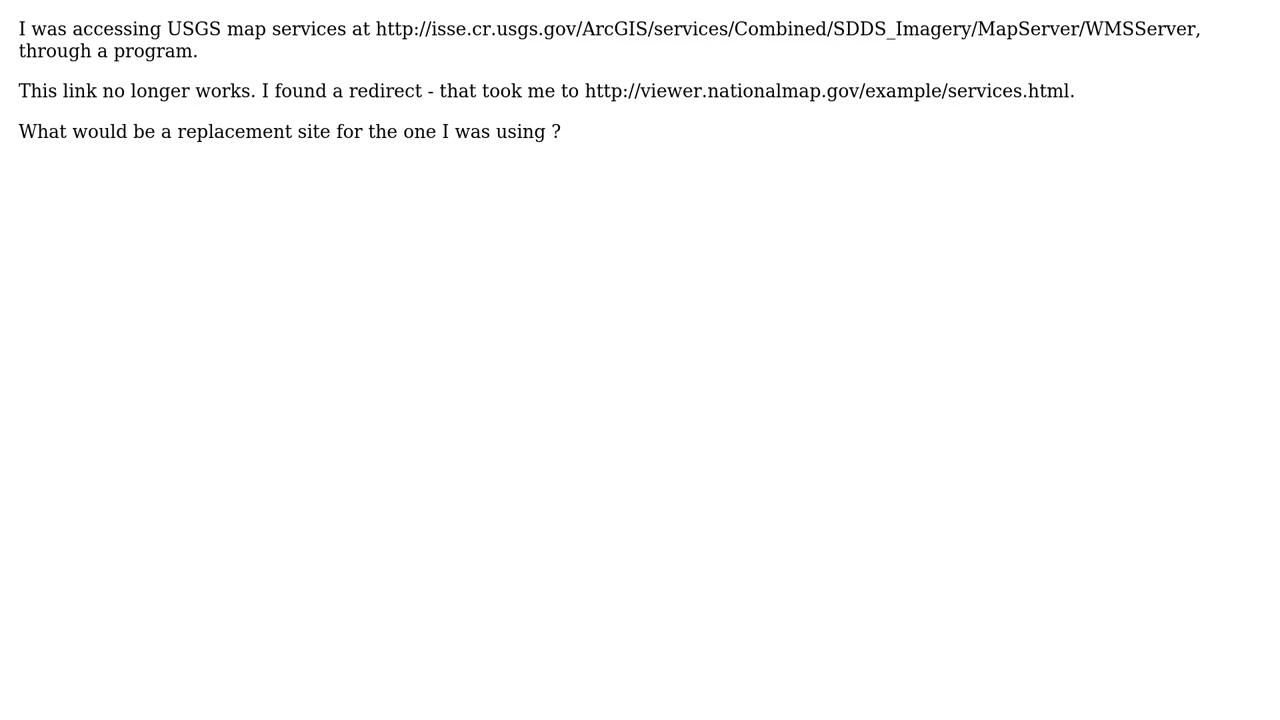 I was accessing USGS map services at http://isse.cr.usgs.gov/ArcGIS/services/Combined/SDDS_Imagery/MapServer/WMSServer,
through a program.
This link no longer works. I found a redirect - that took me to http://viewer.nationalmap.gov/example/services.html.
What would be a replacement site for the one I was using ?